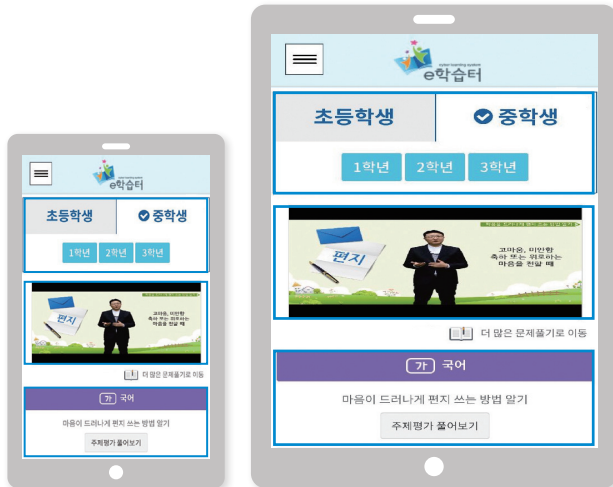 e학습터
초등학생
중학생
1학년 2학년 3학년
편지
고마움, 미안함
축하 또는 위로하는
마음을 전할 때
더 많은 문제풀기로 이동
가 국어
마음이 드러나게 편지 쓰는 방법 알기
주제평가 풀어보기
e학습터
초등학생
중학생
1학년 2학년 3학년
편지
고마움, 미안함
축하 또는 위로하는
마음을 전할 때
더 많은 문제풀기로 이동
가 국어
마음이 드러나게 편지 쓰는 방법 알기
주제평가 풀어보기